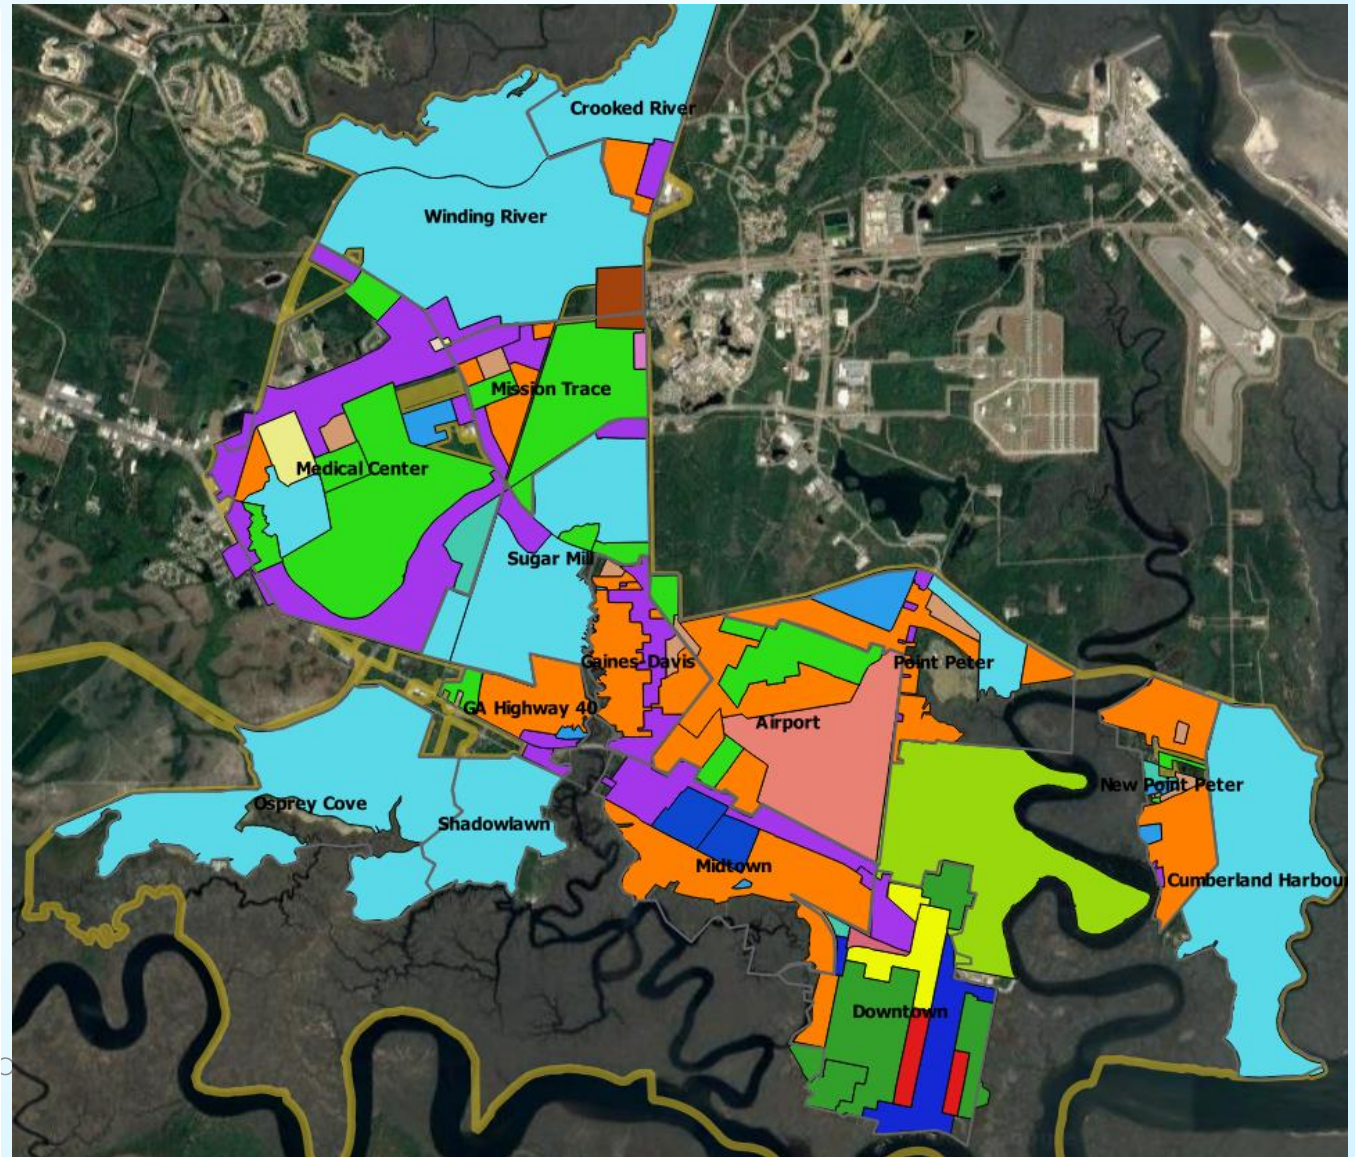 Crooked River
Winding River
Mission Trace
Medical Center
Sugar Mill
Gaines-Davis
Point Peter
GA Highway 40
Airport
New Point Peter
Osprey Cove
Shadowlawn
Midtown
Cumberland Harbour
Downtown